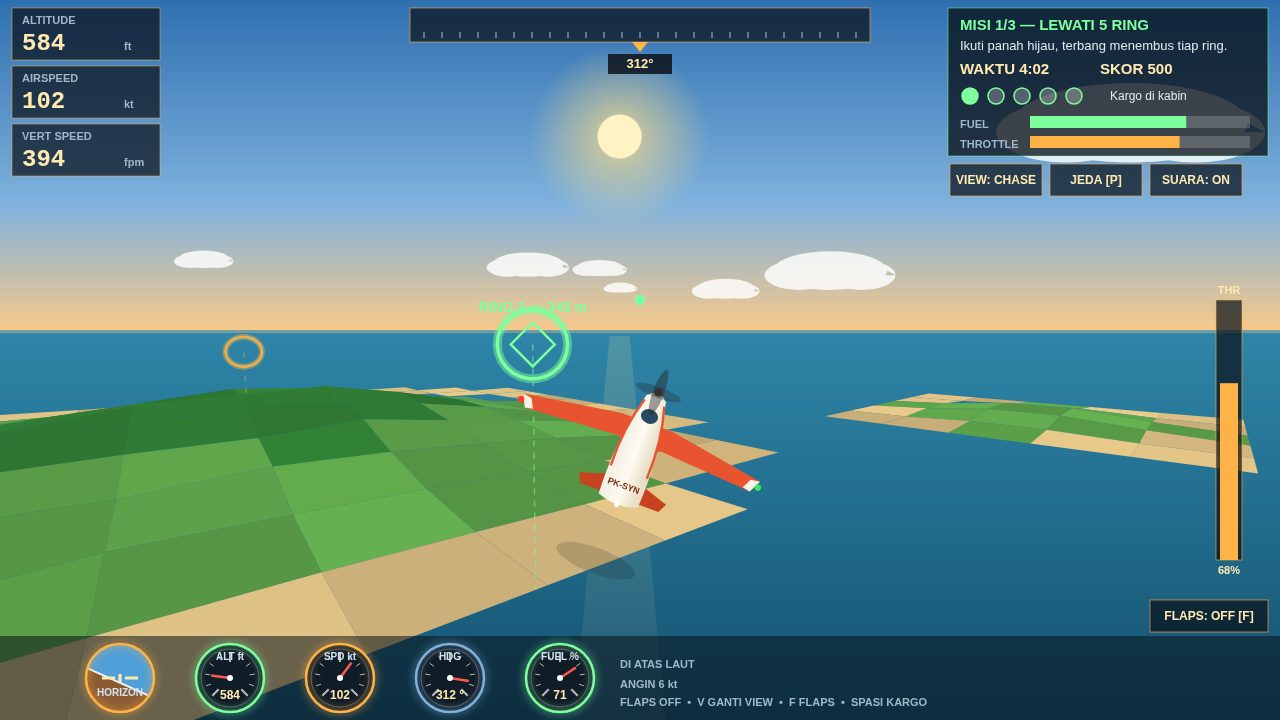 ALTITUDE
584 ft
AIRSPEED
102 kt
VERT SPEED
394 fpm
312°
MISI 1/3 — LEWATI 5 RING
Ikuti panah hijau, terbang menembus tiap ring.
WAKTU 4:02 SKOR 500
Kargo di kabin
FUEL
THROTTLE
VIEW: CHASE JEDA [P] SUARA: ON
RING 2 — 345 m
THR
68%
PK-SYN
FLAPS: OFF [F]
HORIZON
ALT ft
584
SPD kt
102
HDG
312 °
FUEL %
71
DI ATAS LAUT
ANGIN 6 kt
FLAPS OFF • V GANTI VIEW • F FLAPS • SPASI KARGO